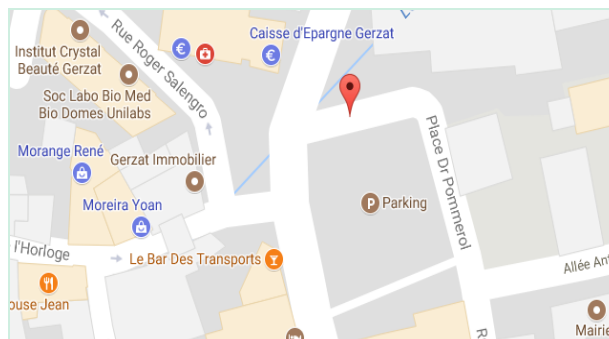 Caisse d'Epargne Gerzat
Rue Roger Salengro
Institut Crystal
Beauté Gerzat
Soc Labo Bio Med
Bio Domes Unilabs
Place Dr Pommerol
Morange René
Gerzat Immobilier
Moreira Yoan
P Parking
l'Horloge
Le Bar Des Transports
Allée Ant
ouse Jean
Mairie
R